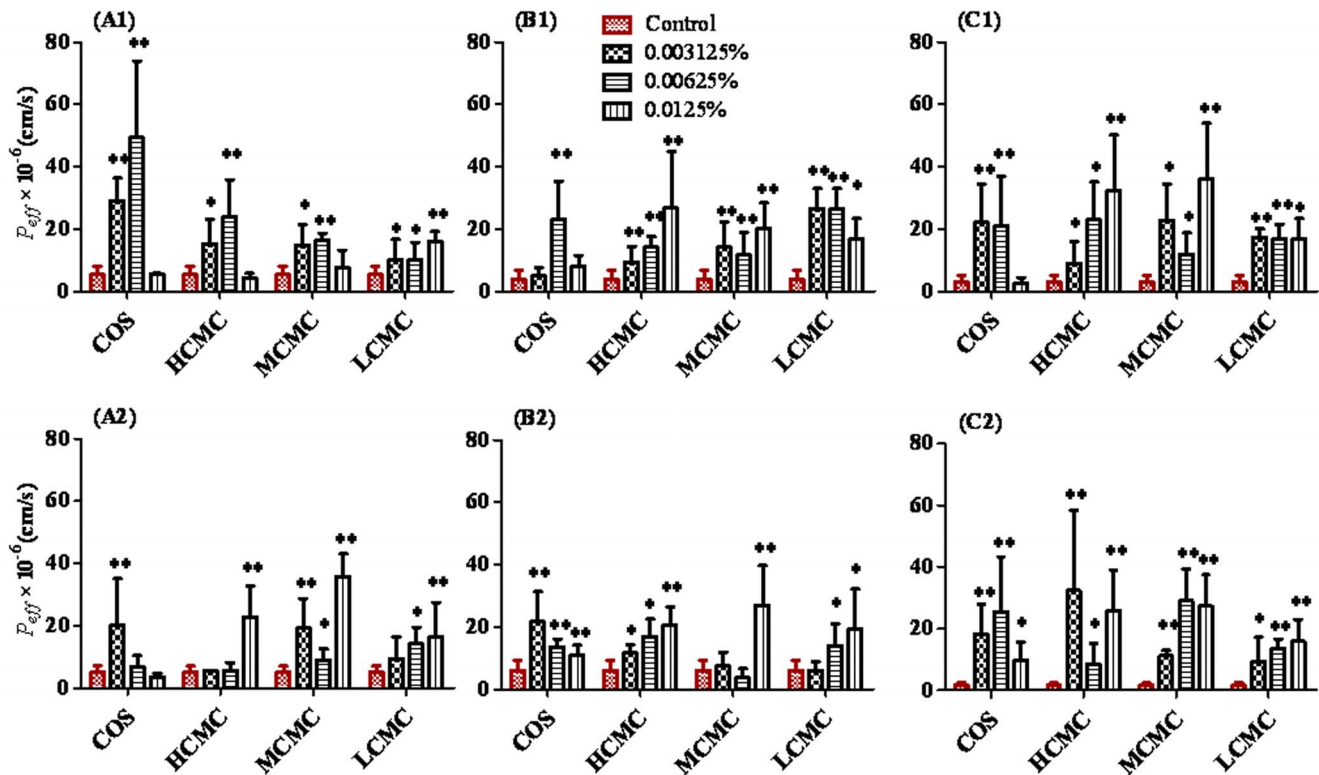 (A1)
80
60
40
20
0
Peff × 10-6 (cm/s)
++
++
+
++
+
++
+
+
++
COS
HCMC
MCMC
LCMC
(B1)
Control
0.003125%
0.00625%
0.0125%
80
60
40
20
0
++
++
++
++
++
++
++
++
++
+
COS
HCMC
MCMC
LCMC
(C1)
80
60
40
20
0
++
++
+
+
++
+
+
++
++
++
+
COS
HCMC
MCMC
LCMC
(A2)
80
60
40
20
0
Peff × 10-6 (cm/s)
++
++
++
+
++
+
++
COS
HCMC
MCMC
LCMC
(B2)
80
60
40
20
0
++
++
++
+
+
++
++
+
+
COS
HCMC
MCMC
LCMC
(C2)
80
60
40
20
0
++
++
+
++
+
++
++
++
++
+
++
++
COS
HCMC
MCMC
LCMC